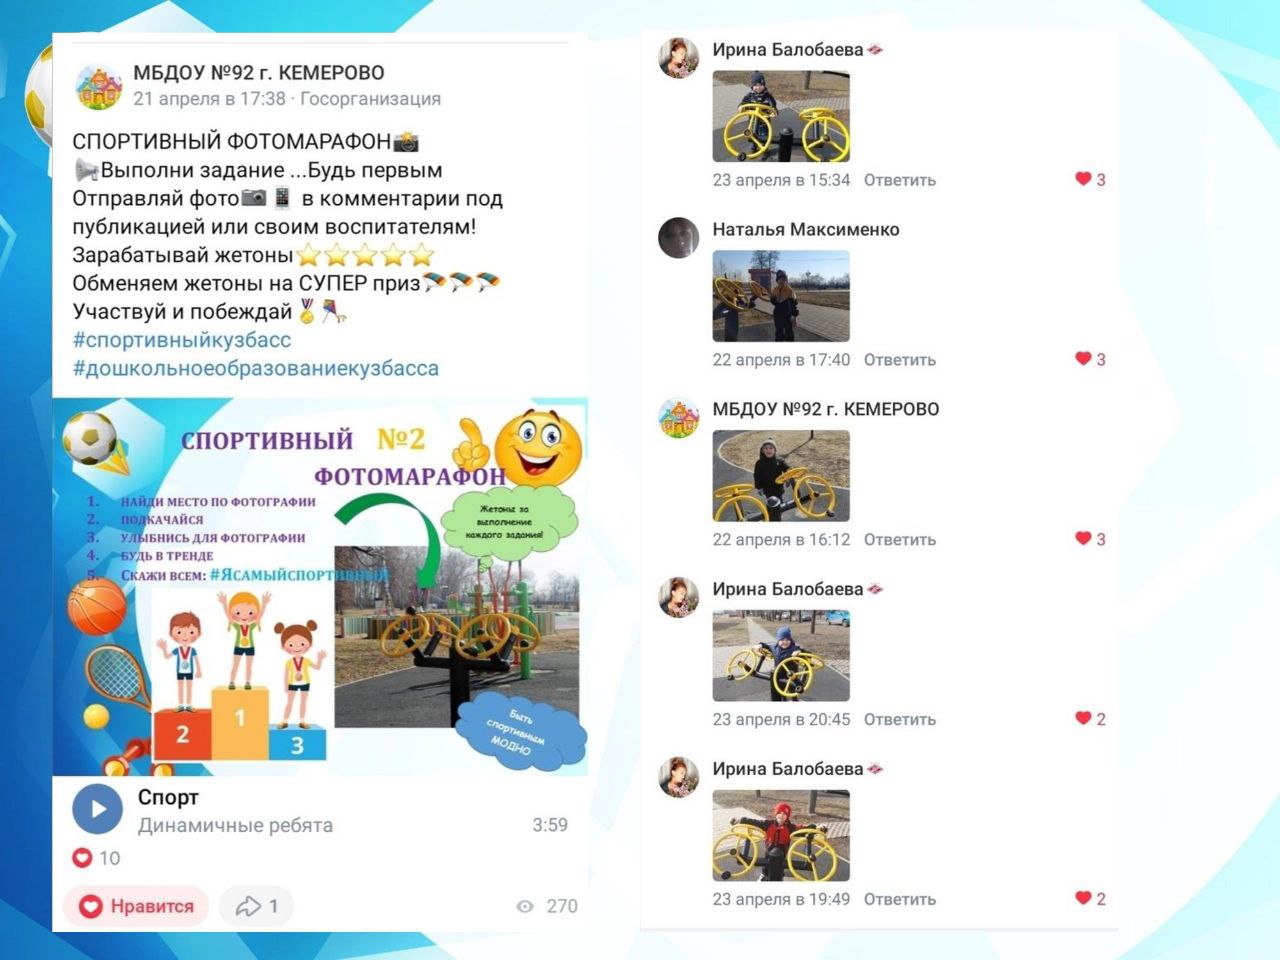 МБДОУ №92 г. КЕМЕРОВО
21 апреля в 17:38 · Госорганизация
СПОРТИВНЫЙ ФОТОМАРАФОН📸
📢Выполни задание ...Будь первым
Отправляй фото📷📱 в комментарии под
публикацией или своим воспитателям!
Зарабатывай жетоны⭐⭐⭐⭐⭐
Обменяем жетоны на СУПЕР приз🪂🪂🪂
Участвуй и побеждай🏅🪁
#спортивныйкузбасс
#дошкольноеобразованиекузбасса
СПОРТИВНЫЙ №2
ФОТОМАРАФОН
1. НАЙДИ МЕСТО ПО ФОТОГРАФИИ
2. ПОДКАЧАЙСЯ
3. УЛЫБНИСЬ ДЛЯ ФОТОГРАФИИ
4. БУДЬ В ТРЕНДЕ
5. СКАЖИ ВСЕМ: #ЯСАМЫЙСПОРТИВНЫЙ
Жетоны за
выполнение
каждого задания!
2
1
3
Быть
спортивным
МОДНО
Спорт
Динамичные ребята
3:59
10
Нравится
1
270
Ирина Балобаева
23 апреля в 15:34 Ответить
3
Наталья Максименко
22 апреля в 17:40 Ответить
3
МБДОУ №92 г. КЕМЕРОВО
22 апреля в 16:12 Ответить
3
Ирина Балобаева
23 апреля в 20:45 Ответить
2
Ирина Балобаева
23 апреля в 19:49 Ответить
2